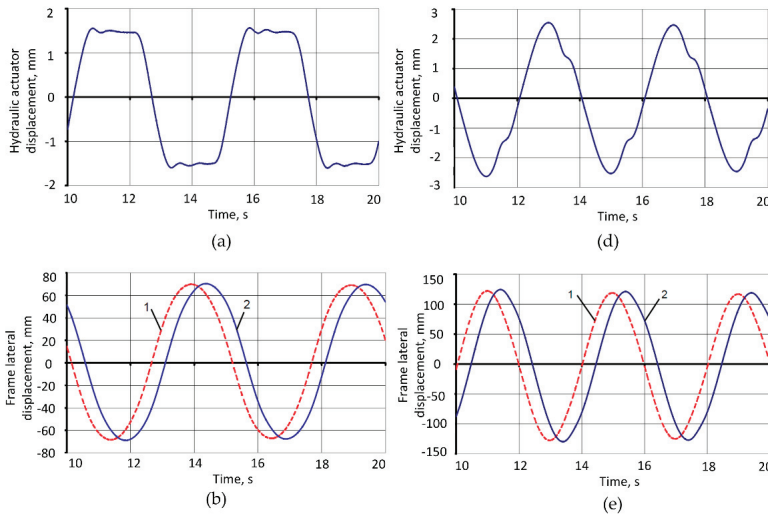 Hydraulic actuator
displacement, mm
2
1
0
-1
-2
10 12 14 16 18 20
Time, s
(a)
Hydraulic actuator
displacement, mm
3
2
1
0
-1
-2
-3
10 12 14 16 18 20
Time, s
(d)
Frame lateral
displacement, mm
80
60
40
20
0
-20
-40
-60
-80
1 2
10 12 14 16 18 20
Time, s
(b)
Frame lateral
displacement, mm
150
100
50
0
-50
-100
-150
1 2
10 12 14 16 18 20
Time, s
(e)